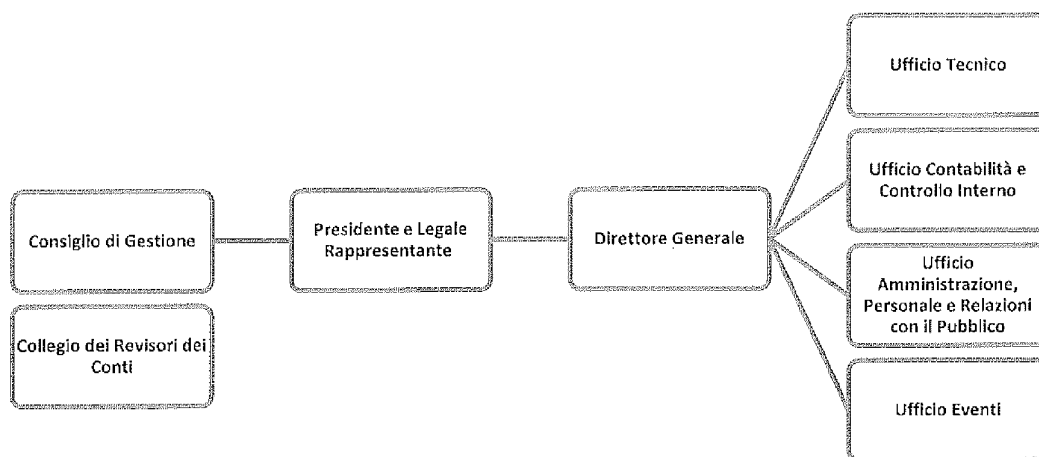 Consiglio di Gestione
Collegio dei Revisori dei
Conti
Presidente e Legale
Rappresentante
Direttore Generale
Ufficio Tecnico
Ufficio Contabilità e
Controllo Interno
Ufficio
Amministrazione,
Personale e Relazioni
con il Pubblico
Ufficio Eventi